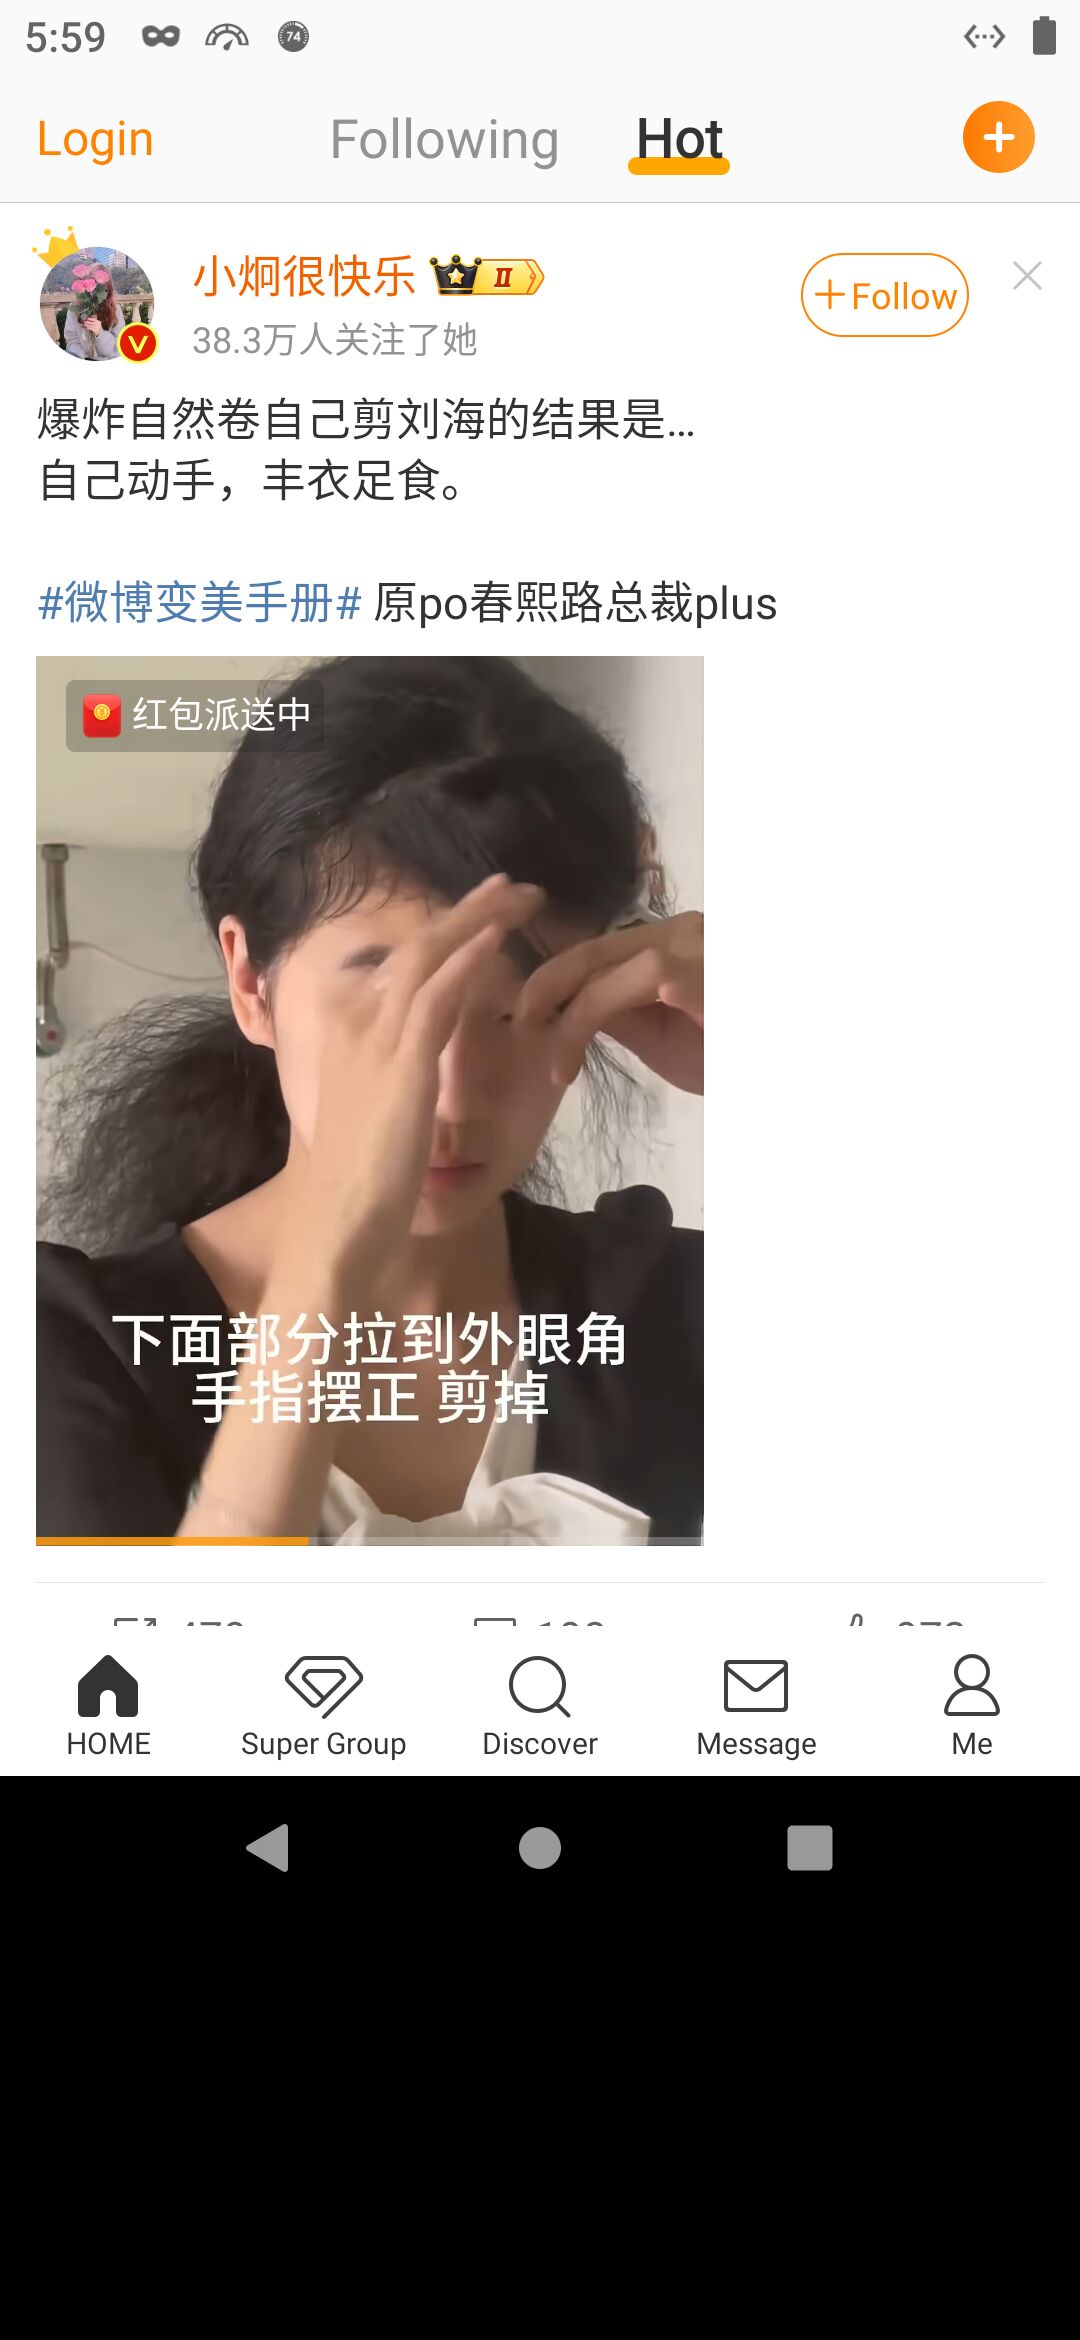 5:59
74
Login
Following
Hot
小炯很快乐
II
+Follow
38.3万人关注了她
爆炸自然卷自己剪刘海的结果是...
自己动手，丰衣足食。
#微博变美手册# 原po春熙路总裁plus
红包派送中
下面部分拉到外眼角
手指摆正 剪掉
HOME
Super Group
Discover
Message
Me